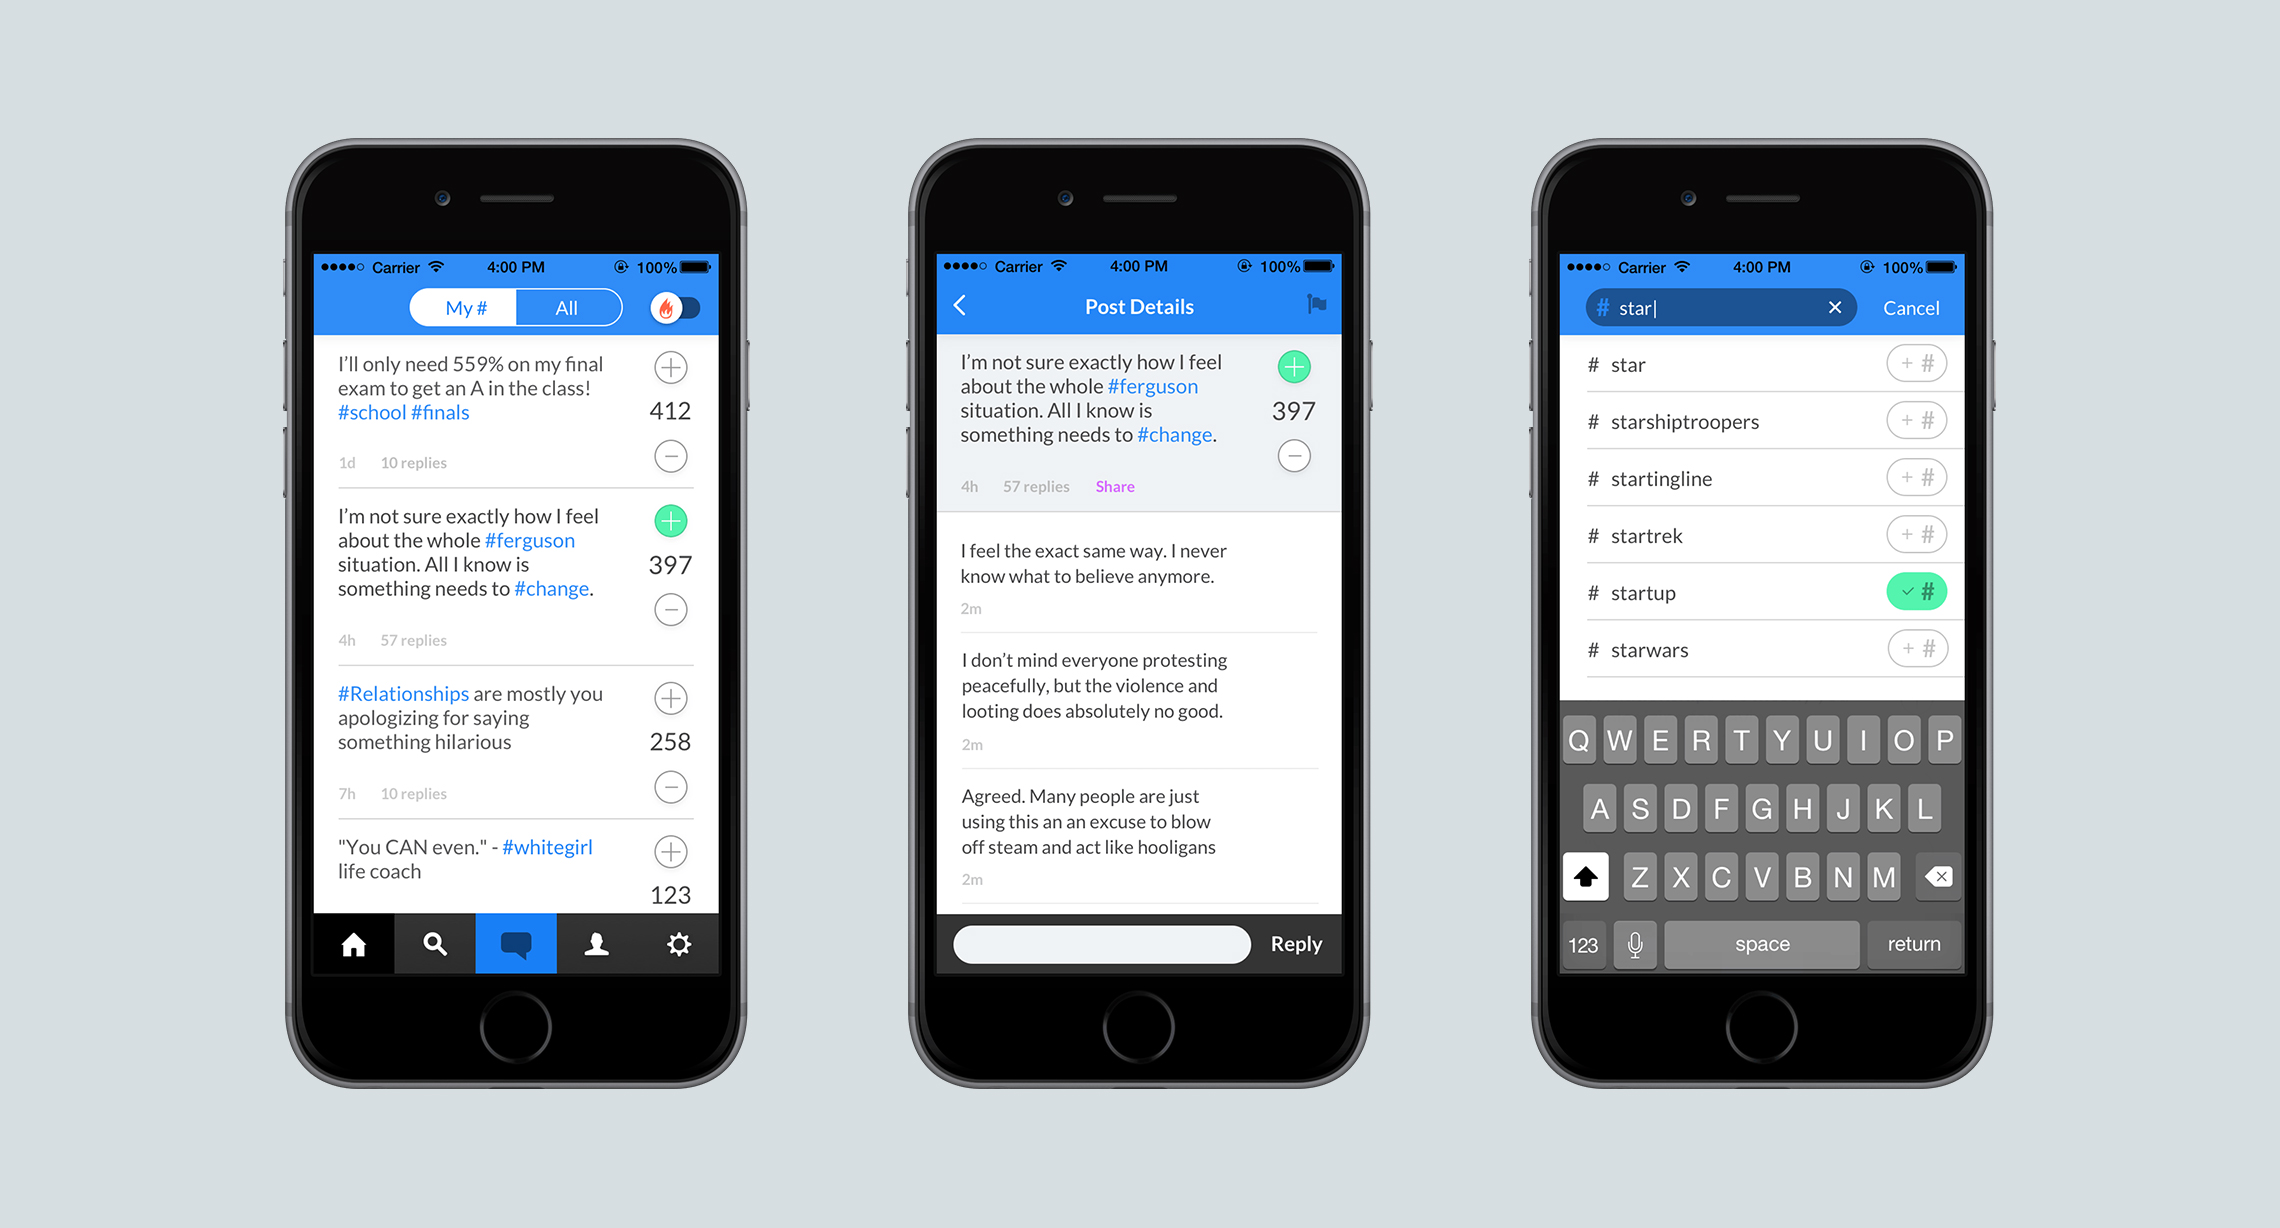 Carrier 4:00 PM 100%
My # All
I’ll only need 559% on my final
exam to get an A in the class!
#school #finals
412
1d 10 replies
I’m not sure exactly how I feel
about the whole #ferguson
situation. All I know is
something needs to #change.
397
4h 57 replies
#Relationships are mostly you
apologizing for saying
something hilarious
258
7h 10 replies
"You CAN even." - #whitegirl
life coach
123
Carrier 4:00 PM 100%
Post Details
I’m not sure exactly how I feel
about the whole #ferguson
situation. All I know is
something needs to #change.
397
4h 57 replies Share
I feel the exact same way. I never
know what to believe anymore.
2m
I don’t mind everyone protesting
peacefully, but the violence and
looting does absolutely no good.
2m
Agreed. Many people are just
using this an an excuse to blow
off steam and act like hooligans
2m
Reply
Carrier 4:00 PM 100%
# star Cancel
# star + #
# starshiptroopers + #
# startingline + #
# startrek + #
# startup ✓ #
# starwars + #
Q W E R T Y U I O P
A S D F G H J K L
Z X C V B N M
123 space return